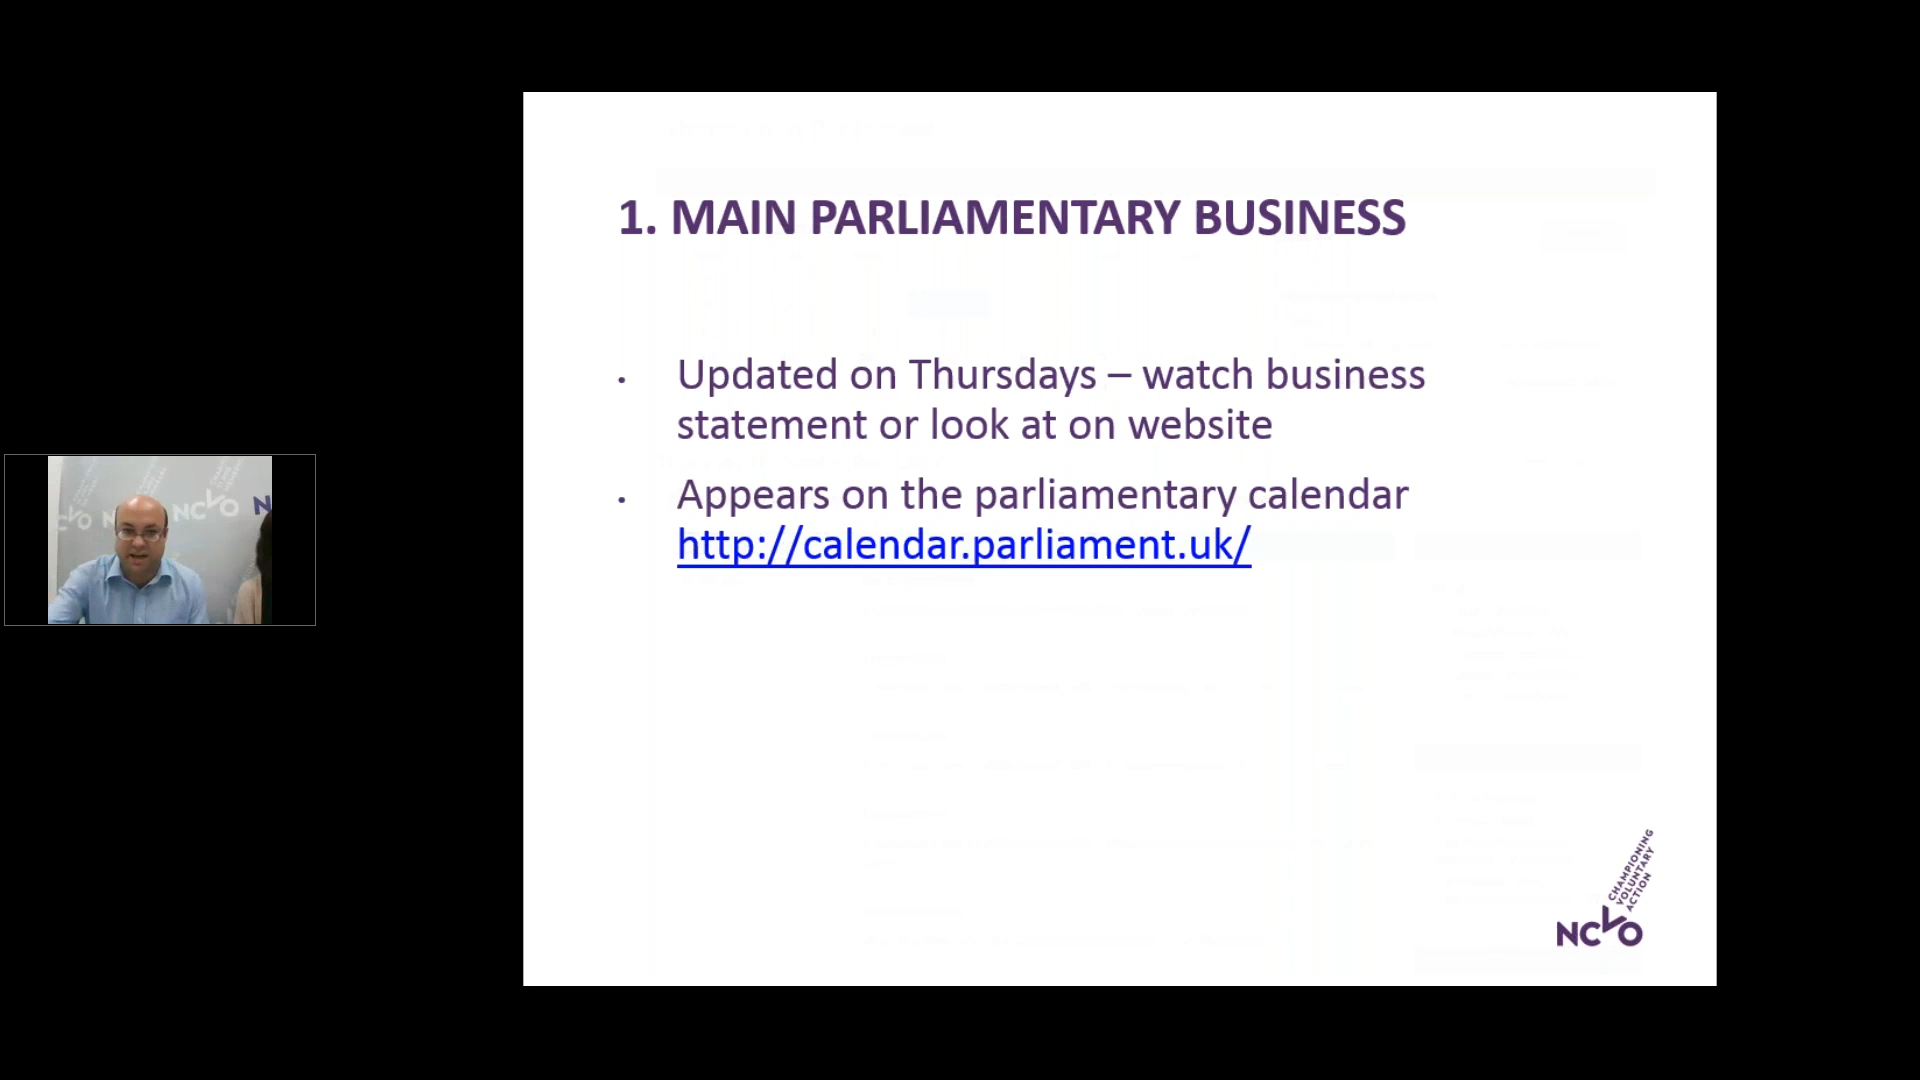 1. MAIN PARLIAMENTARY BUSINESS
• Updated on Thursdays – watch business
statement or look at on website
• Appears on the parliamentary calendar
http://calendar.parliament.uk/
CHAMPIONING
VOLUNTARY
ACTION
NCVO
NCVO